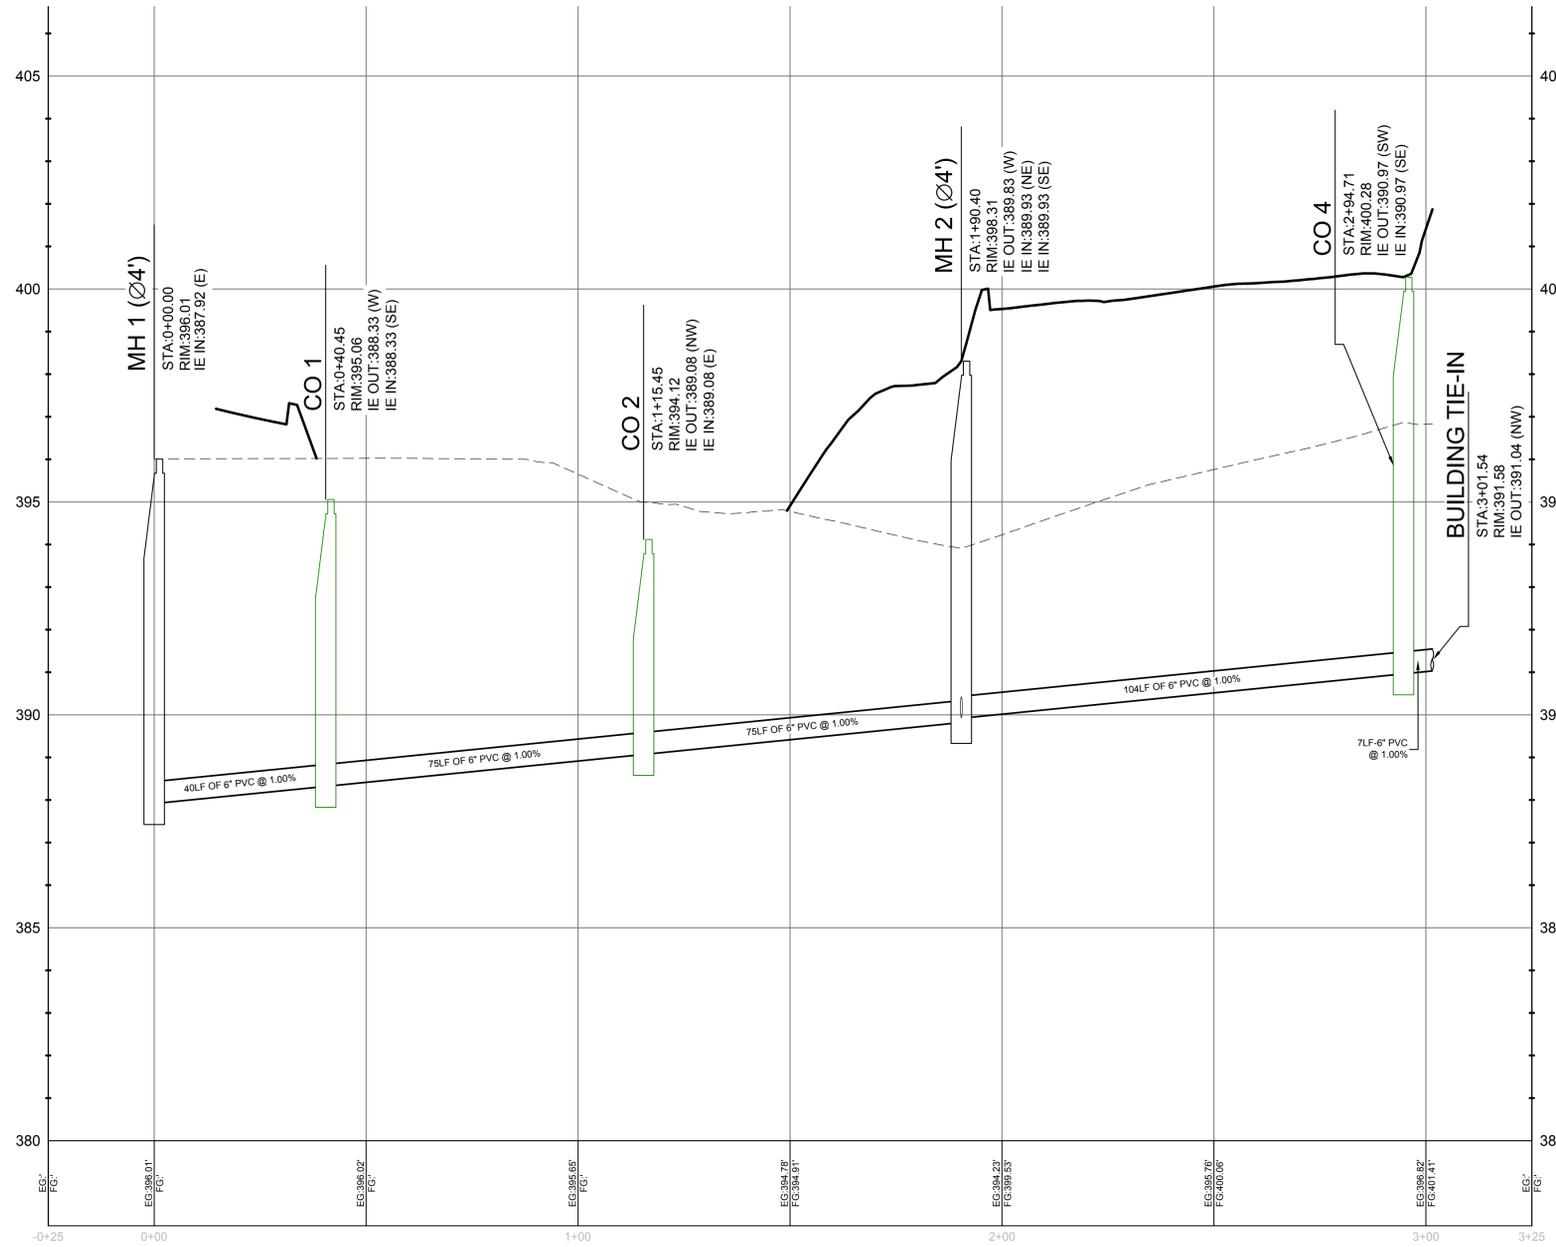 405
40
400
40
395
39
390
39
385
38
380
38
MH 1 (Ø4')
STA:0+00.00
RIM:396.01
IE IN:387.92 (E)
CO 1
STA:0+40.45
RIM:395.06
IE OUT:388.33 (W)
IE IN:388.33 (SE)
CO 2
STA:1+15.45
RIM:394.12
IE OUT:389.08 (NW)
IE IN:389.08 (E)
MH 2 (Ø4')
STA:1+90.40
RIM:398.31
IE OUT:389.83 (W)
IE IN:389.93 (NE)
IE IN:389.93 (SE)
CO 4
STA:2+94.71
RIM:400.28
IE OUT:390.97 (SW)
IE IN:390.97 (SE)
BUILDING TIE-IN
STA:3+01.54
RIM:391.58
IE OUT:391.04 (NW)
40LF OF 6" PVC @ 1.00%
75LF OF 6" PVC @ 1.00%
75LF OF 6" PVC @ 1.00%
104LF OF 6" PVC @ 1.00%
7LF-6" PVC
@ 1.00%
EG:'
FG:'
EG:396.01'
FG:'
EG:396.02'
FG:'
EG:395.65'
FG:'
EG:394.78'
FG:394.91'
EG:394.23'
FG:399.53'
EG:395.76'
FG:400.06'
EG:396.82'
FG:401.41'
EG:'
FG:'
-0+25
0+00
1+00
2+00
3+00
3+25